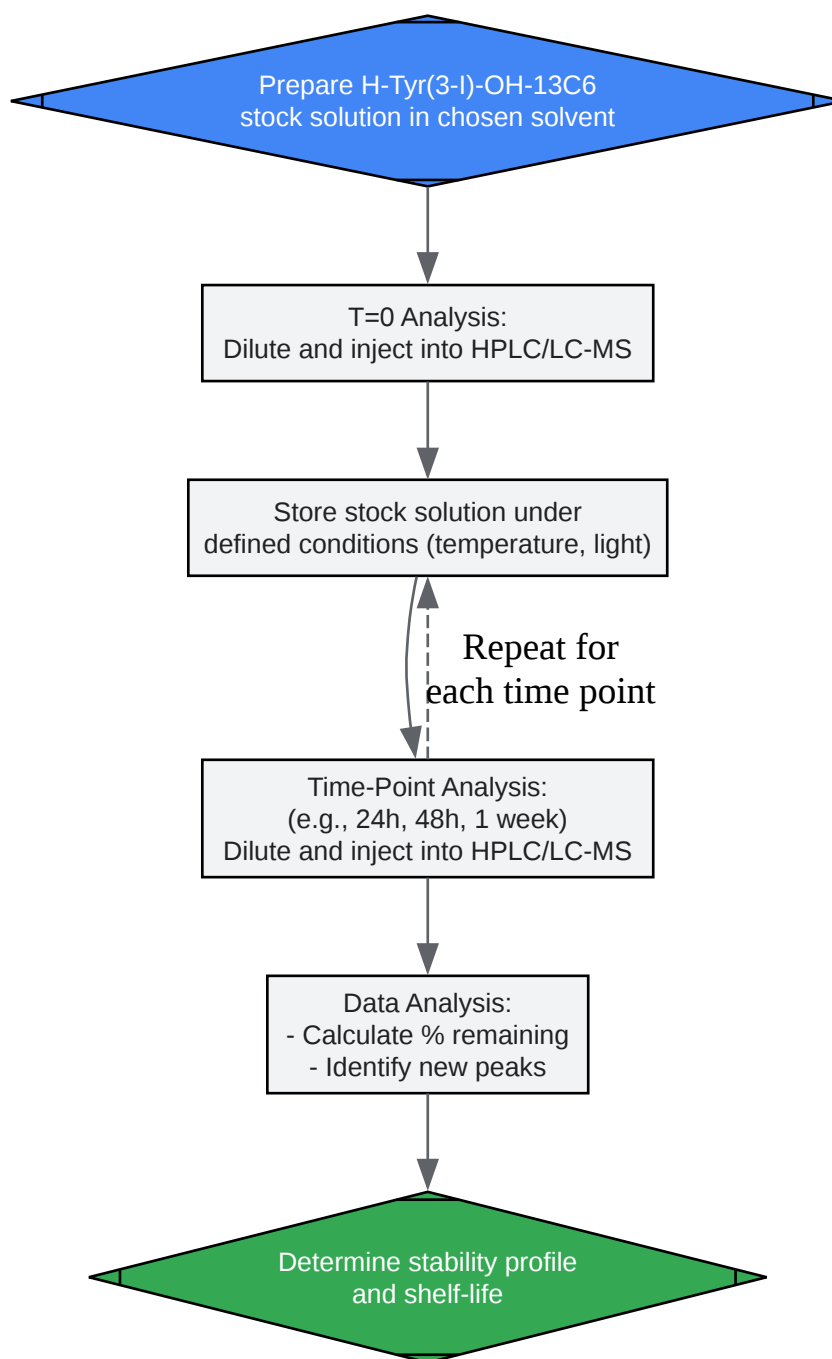 Prepare H-Tyr(3-I)-OH-13C6
stock solution in chosen solvent
T=0 Analysis:
Dilute and inject into HPLC/LC-MS
Store stock solution under
defined conditions (temperature, light)
Repeat for
each time point
Time-Point Analysis:
(e.g., 24h, 48h, 1 week)
Dilute and inject into HPLC/LC-MS
Data Analysis:
- Calculate % remaining
- Identify new peaks
Determine stability profile
and shelf-life